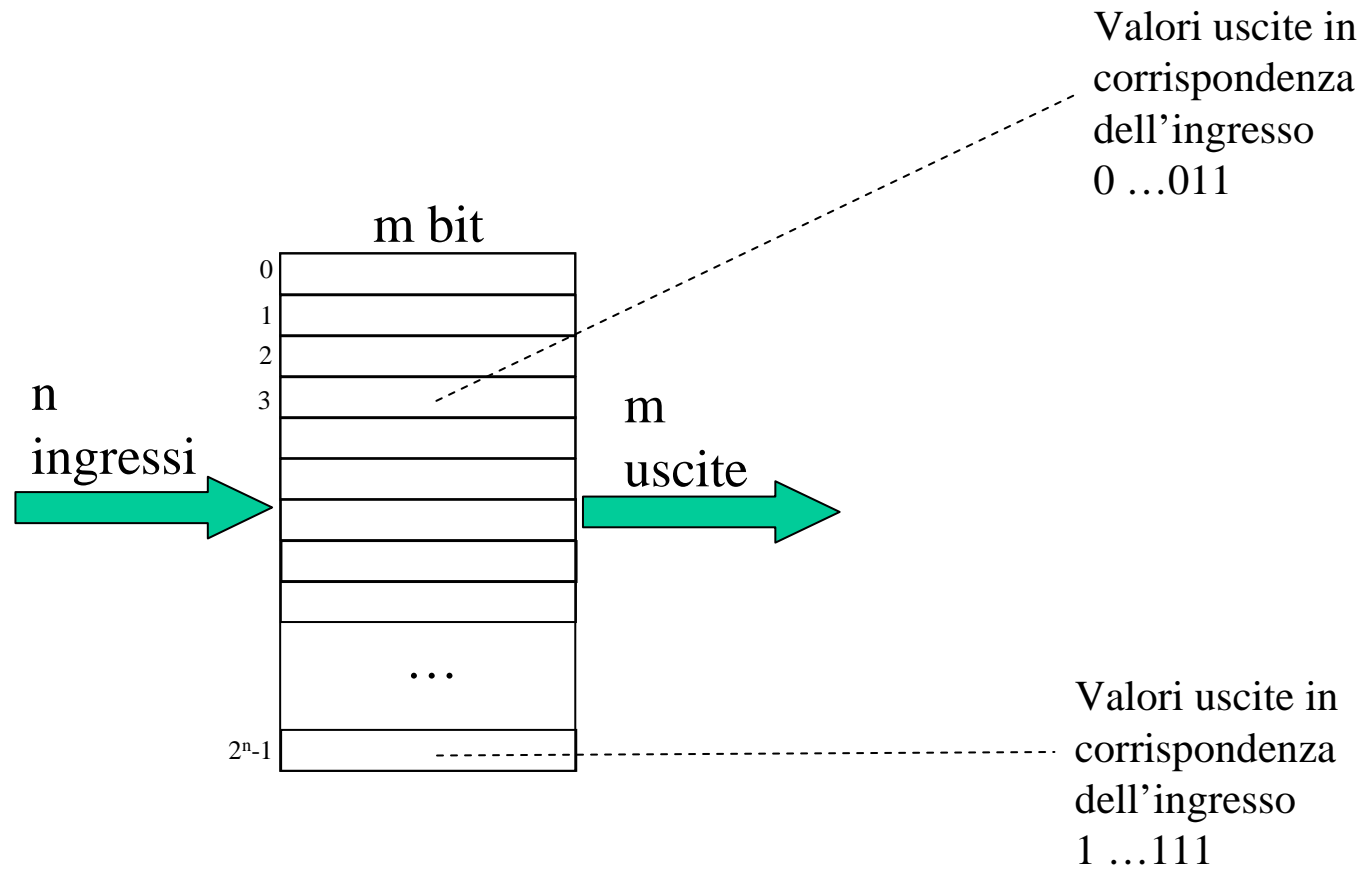 Valori uscite in
corrispondenza
dell’ingresso
0 …011
m bit
0
1
2
3
n
ingressi
m
uscite
…
2ⁿ-1
Valori uscite in
corrispondenza
dell’ingresso
1 …111